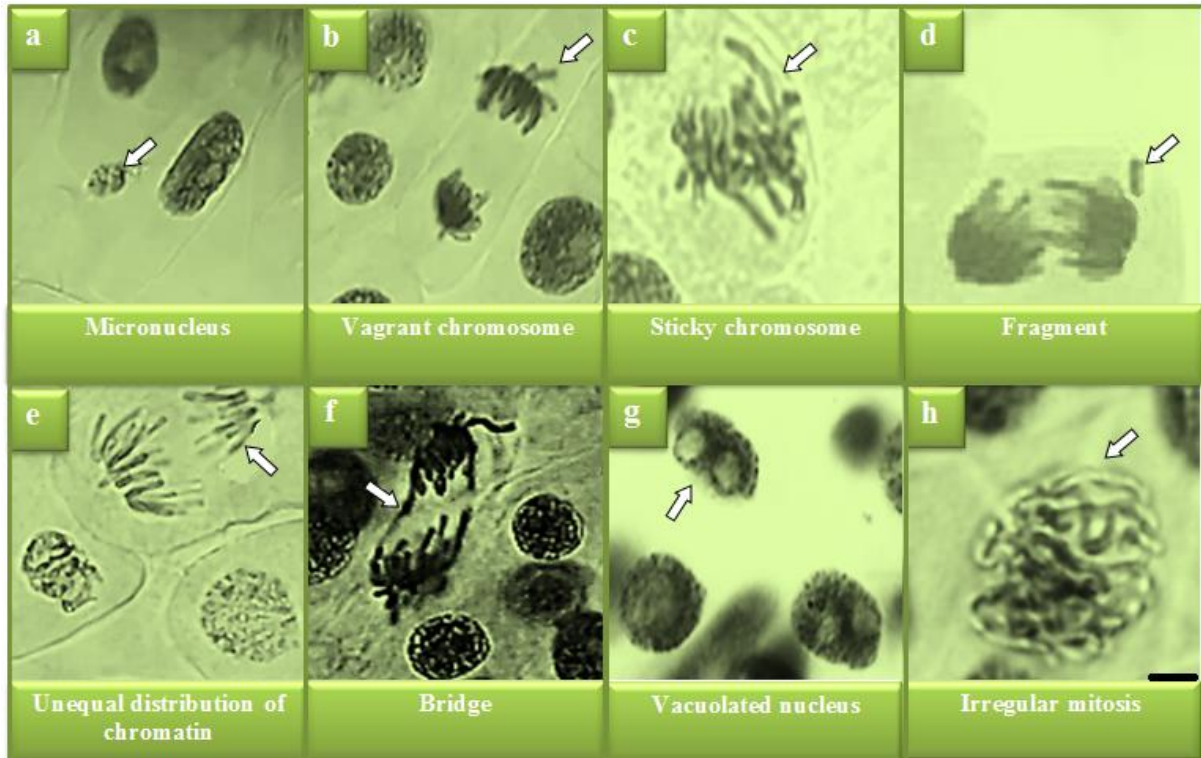 a
b
c
d
Micronucleus
Vagrant chromosome
Sticky chromosome
Fragment
e
f
g
h
Unequal distribution of
chromatin
Bridge
Vacuolated nucleus
Irregular mitosis